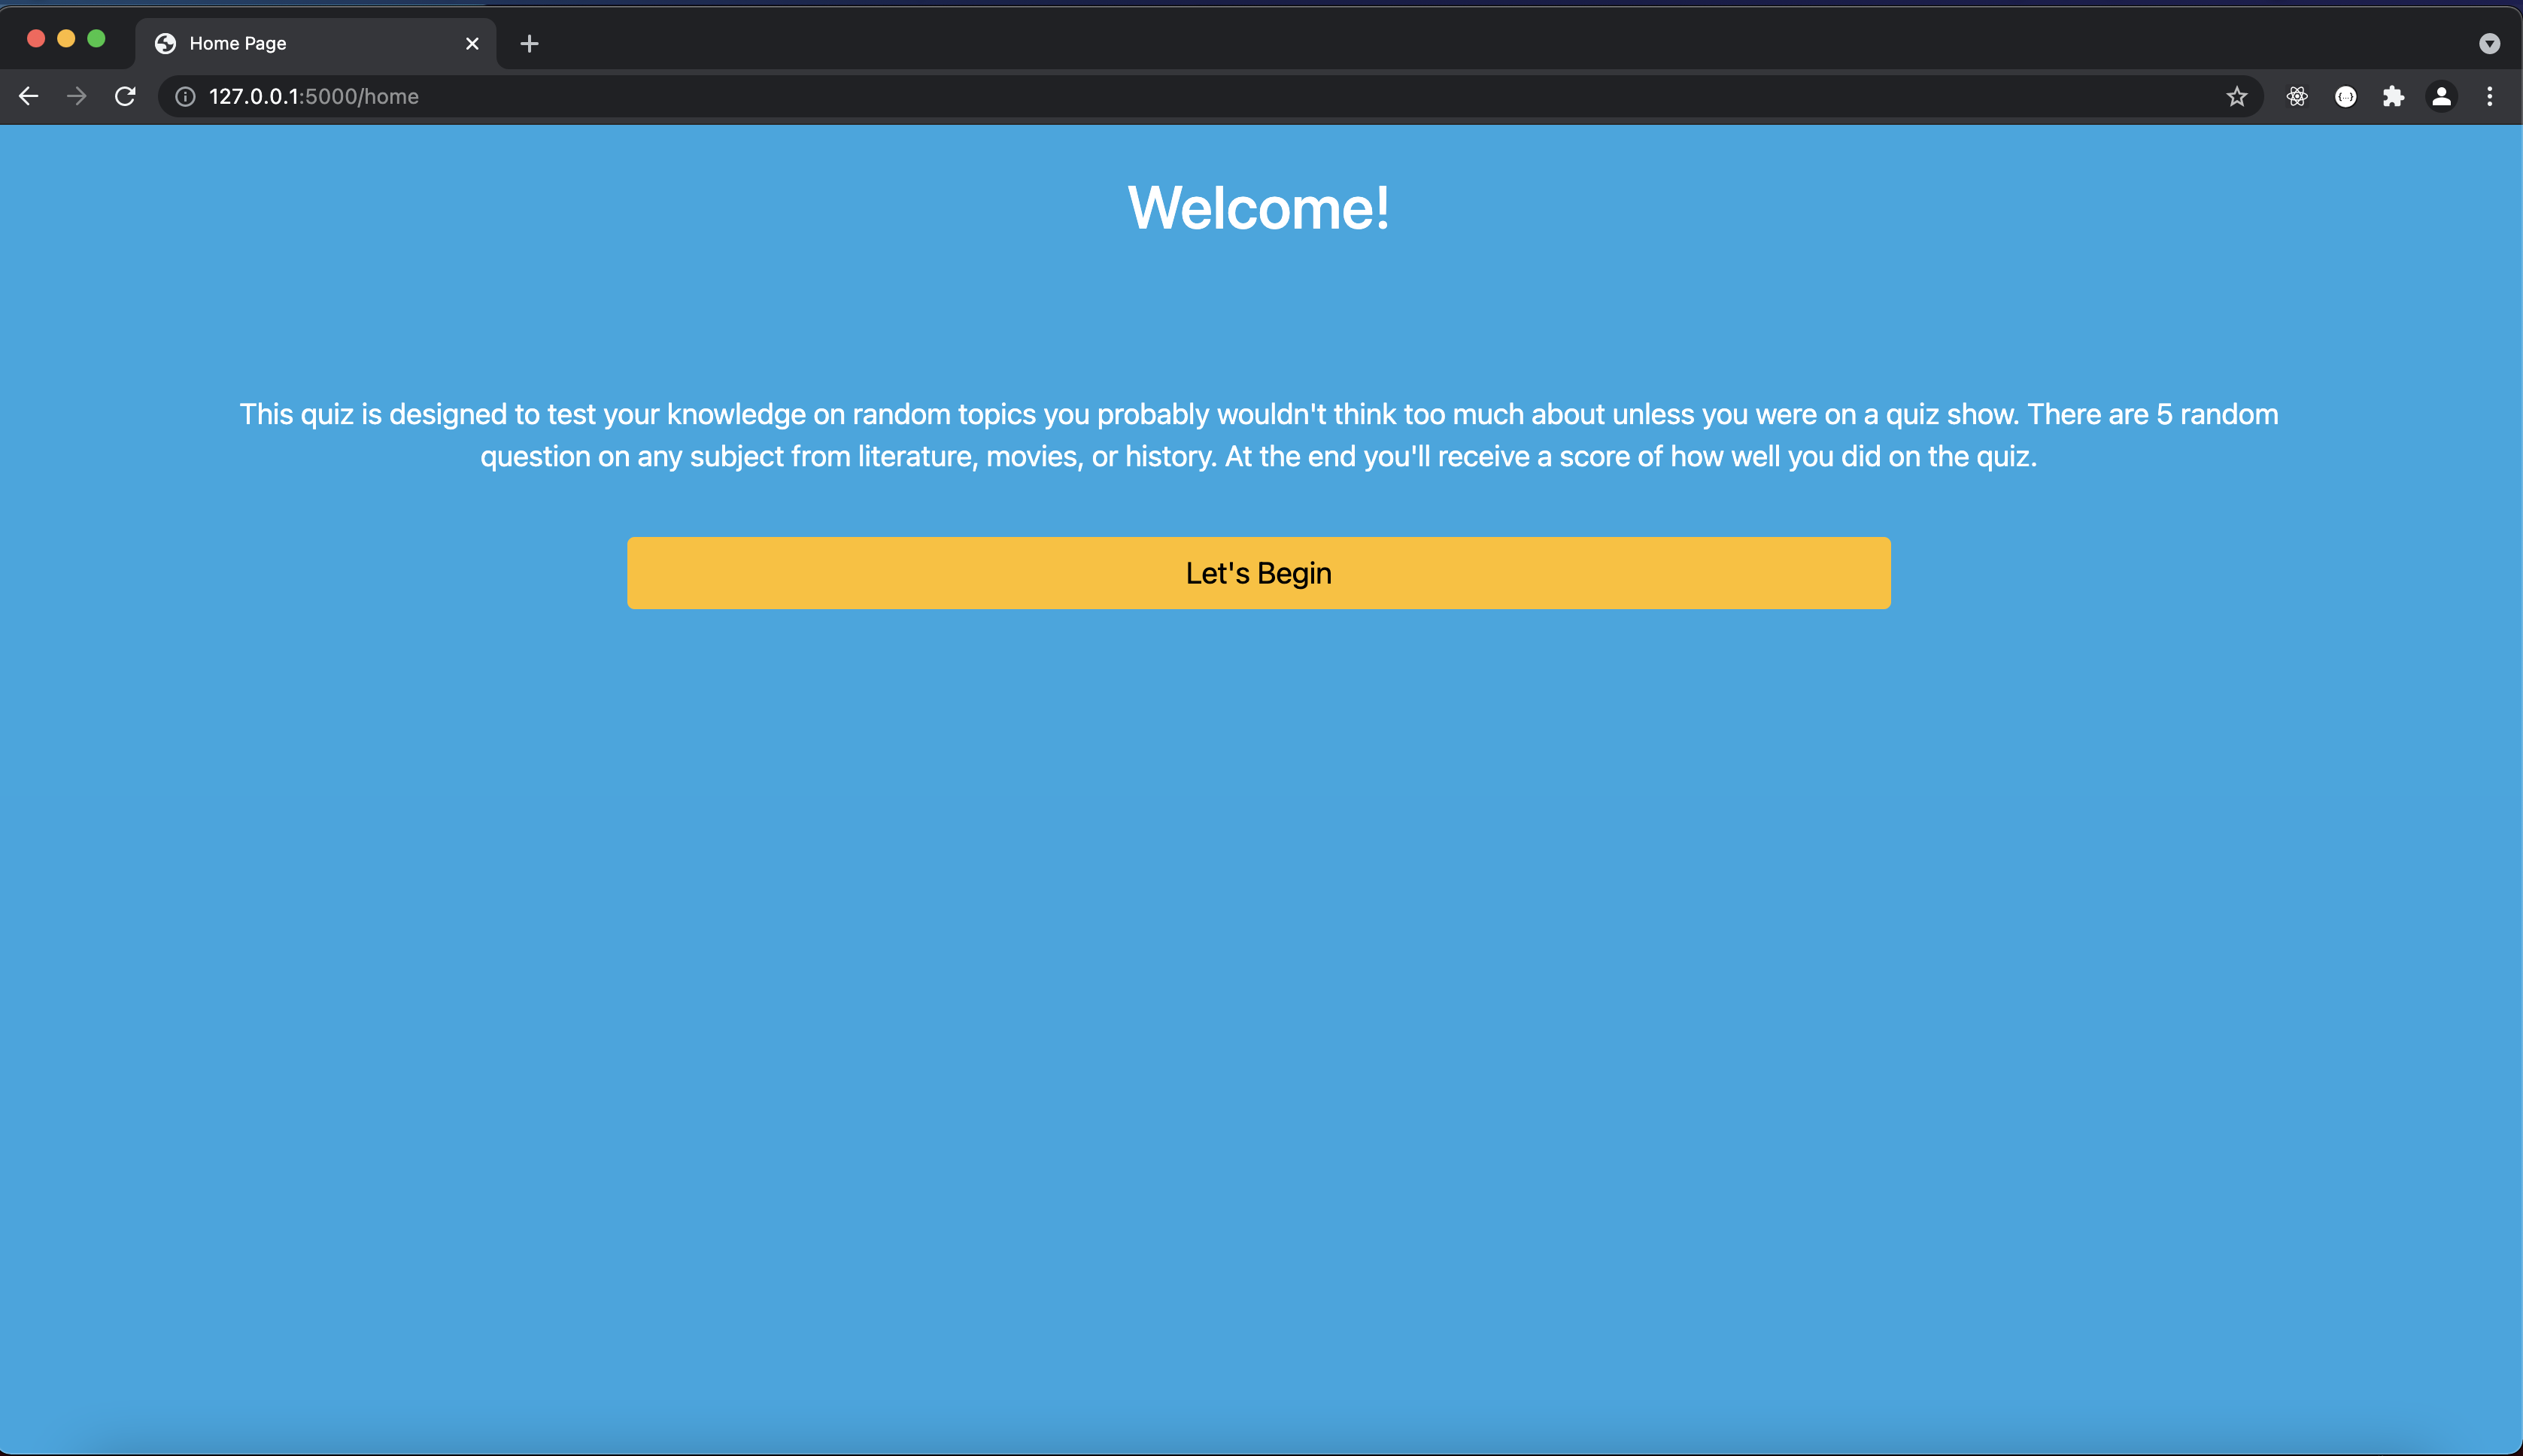 Home Page
127.0.0.1:5000/home
Welcome!
This quiz is designed to test your knowledge on random topics you probably wouldn't think too much about unless you were on a quiz show. There are 5 random
question on any subject from literature, movies, or history. At the end you'll receive a score of how well you did on the quiz.
Let's Begin